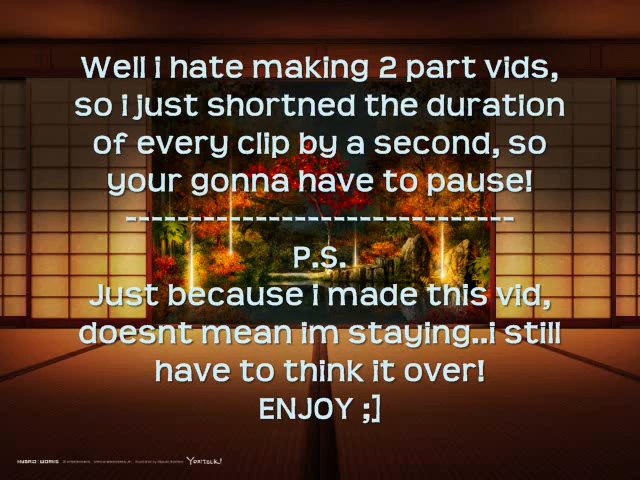 Well i hate making 2 part vids,
so i just shortned the duration
of every clip by a second, so
your gonna have to pause!
------------------------------
P.S.
Just because i made this vid,
doesnt mean im staying..i still
have to think it over!
ENJOY ;]